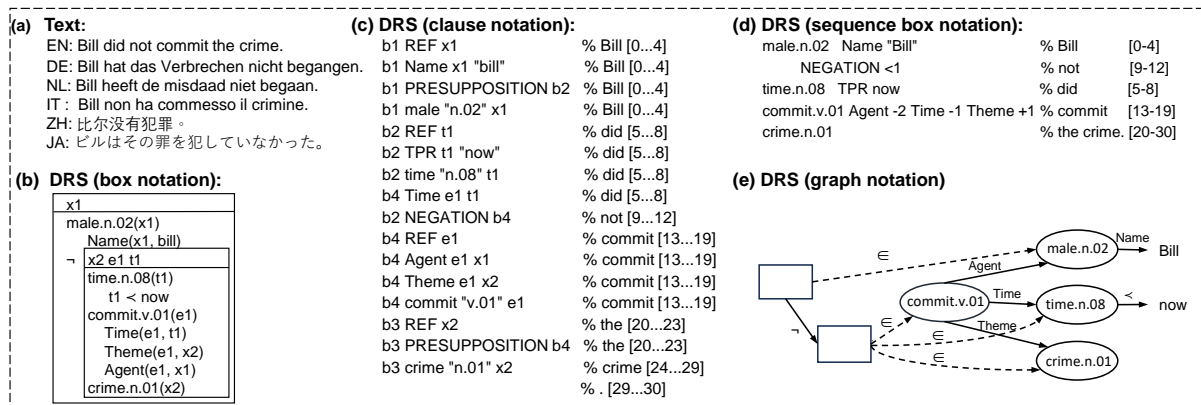 (a) Text:
EN: Bill did not commit the crime.
DE: Bill hat das Verbrechen nicht begangen.
NL: Bill heeft de misdaad niet begaan.
IT : Bill non ha commesso il crimine.
ZH: 比尔没有犯罪。
JA: ビルはその罪を犯していなかった。
(b) DRS (box notation):
x1
male.n.02(x1)
Name(x1, bill)
¬ x2 e1 t1
time.n.08(t1)
t1 ≺ now
commit.v.01(e1)
Time(e1, t1)
Theme(e1, x2)
Agent(e1, x1)
crime.n.01(x2)
(c) DRS (clause notation):
b1 REF x1 % Bill [0...4]
b1 Name x1 "bill" % Bill [0...4]
b1 PRESUPPOSITION b2 % Bill [0...4]
b1 male "n.02" x1 % Bill [0...4]
b2 REF t1 % did [5...8]
b2 TPR t1 "now" % did [5...8]
b2 time "n.08" t1 % did [5...8]
b4 Time e1 t1 % did [5...8]
b2 NEGATION b4 % not [9...12]
b4 REF e1 % commit [13...19]
b4 Agent e1 x1 % commit [13...19]
b4 Theme e1 x2 % commit [13...19]
b4 commit "v.01" e1 % commit [13...19]
b3 REF x2 % the [20...23]
b3 PRESUPPOSITION b4 % the [20...23]
b3 crime "n.01" x2 % crime [24...29]
% . [29...30]
(d) DRS (sequence box notation):
male.n.02 Name "Bill" % Bill [0-4]
NEGATION <1 % not [9-12]
time.n.08 TPR now % did [5-8]
commit.v.01 Agent -2 Time -1 Theme +1 % commit [13-19]
crime.n.01 % the crime. [20-30]
(e) DRS (graph notation)
male.n.02 Name Bill
∈
Agent
commit.v.01 Time time.n.08 ≺ now
¬ ∈ Theme ∈
∈
crime.n.01